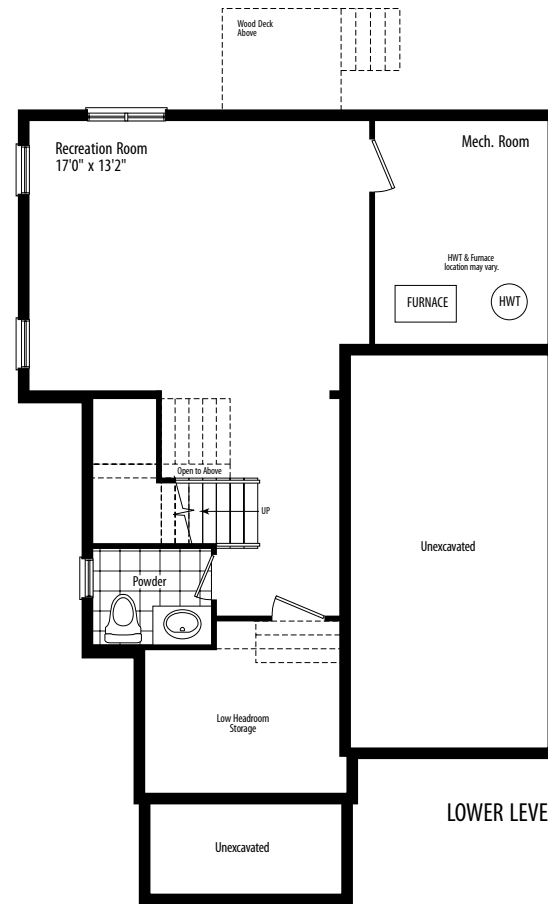 Wood Deck
Above
Recreation Room
17'0" x 13'2"
Mech. Room
HWT & Furnace
location may vary.
FURNACE
HWT
Open to Above
UP
Unexcavated
Powder
Low Headroom
Storage
LOWER LEVE
Unexcavated